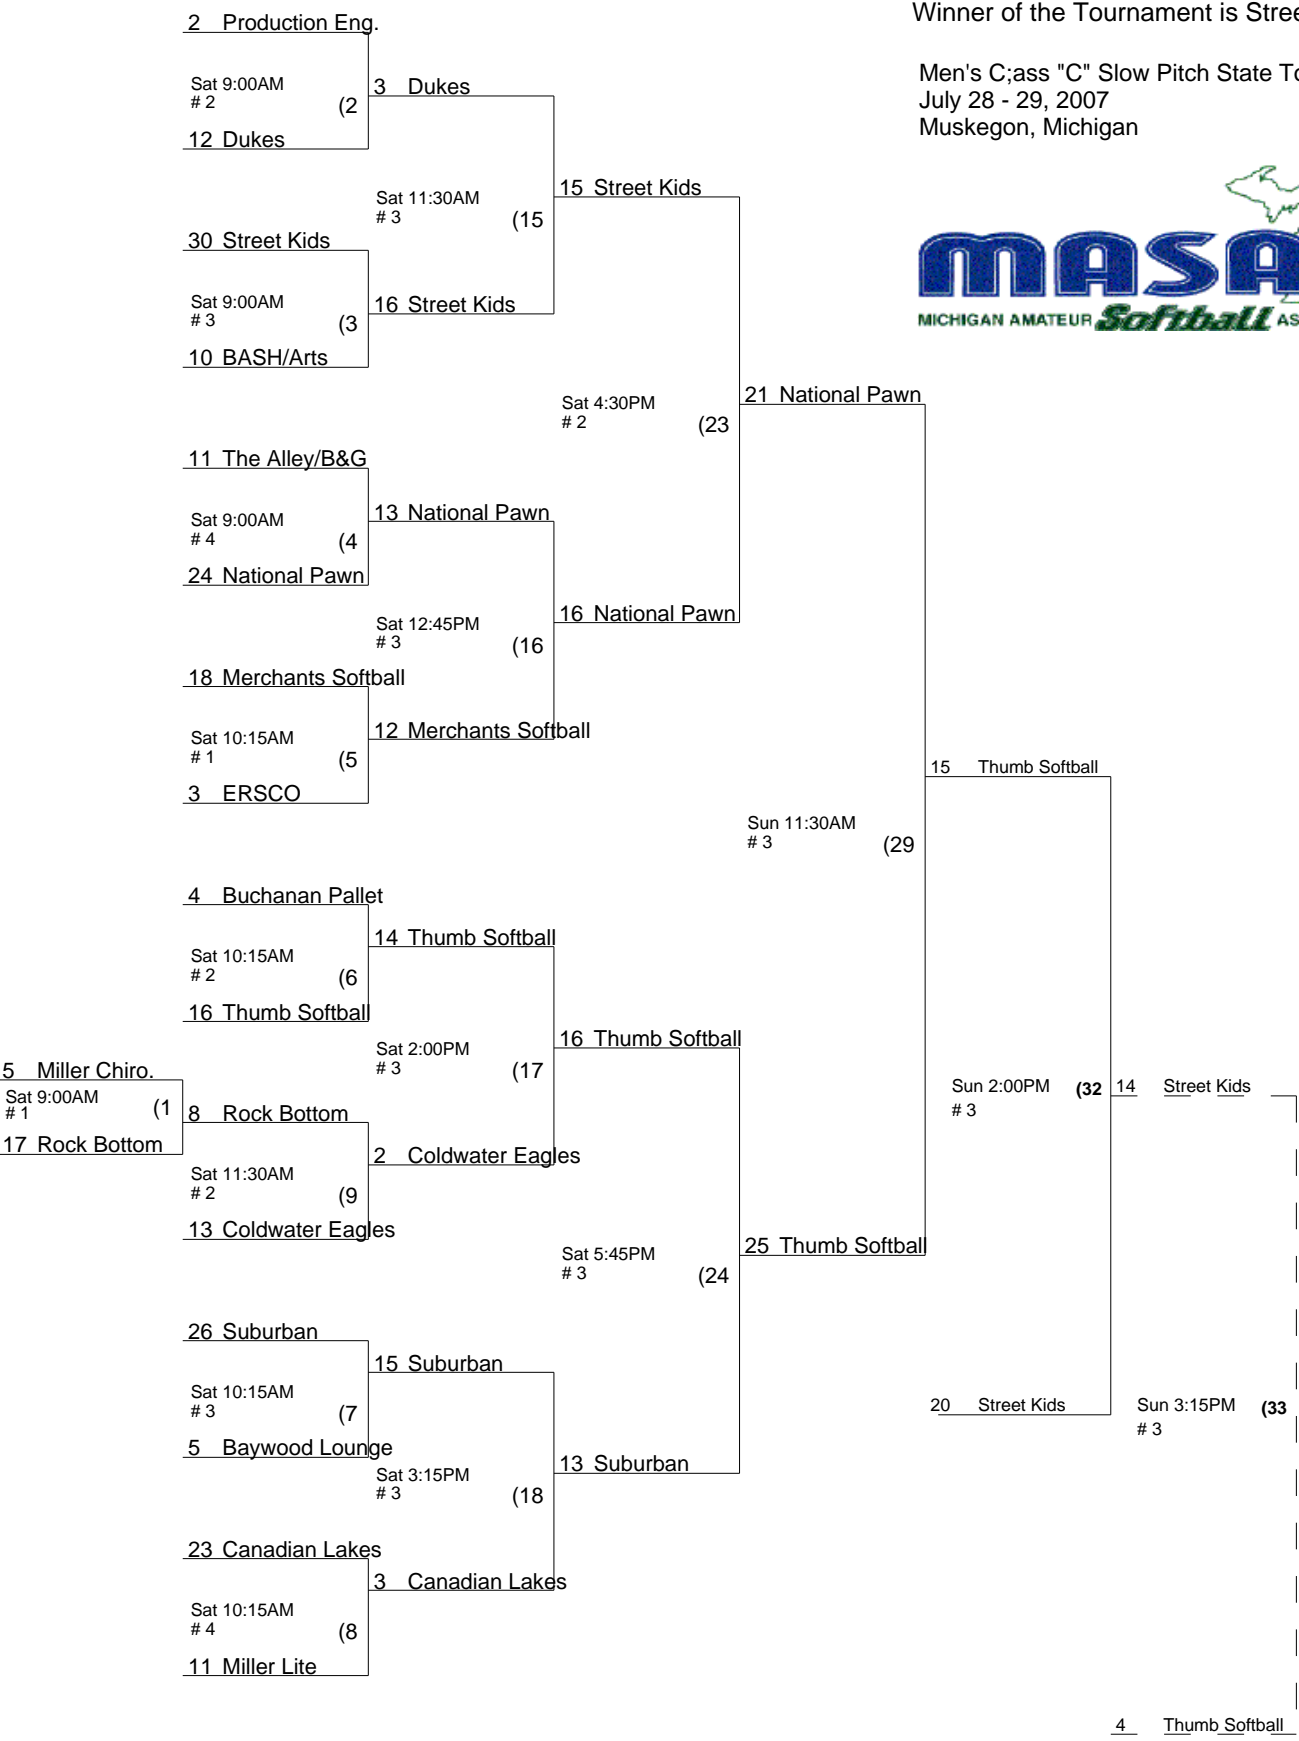 Winner of the Tournament is Stree
Men's C;ass "C" Slow Pitch State To
July 28 - 29, 2007
Muskegon, Michigan
MASA
MICHIGAN AMATEUR Softball AS
2 Production Eng.
Sat 9:00AM
# 2 (2
12 Dukes
3 Dukes
30 Street Kids
Sat 9:00AM
# 3 (3
10 BASH/Arts
16 Street Kids
Sat 11:30AM
# 3 (15
15 Street Kids
11 The Alley/B&G
Sat 9:00AM
# 4 (4
24 National Pawn
13 National Pawn
18 Merchants Softball
Sat 10:15AM
# 1 (5
3 ERSCO
12 Merchants Softball
Sat 12:45PM
# 3 (16
16 National Pawn
Sat 4:30PM
# 2 (23
21 National Pawn
4 Buchanan Pallet
Sat 10:15AM
# 2 (6
16 Thumb Softball
14 Thumb Softball
5 Miller Chiro.
Sat 9:00AM
# 1 (1
17 Rock Bottom
8 Rock Bottom
Sat 11:30AM
# 2 (9
13 Coldwater Eagles
2 Coldwater Eagles
Sat 2:00PM
# 3 (17
16 Thumb Softball
26 Suburban
Sat 10:15AM
# 3 (7
5 Baywood Lounge
15 Suburban
23 Canadian Lakes
Sat 10:15AM
# 4 (8
11 Miller Lite
3 Canadian Lakes
Sat 3:15PM
# 3 (18
13 Suburban
Sat 5:45PM
# 3 (24
25 Thumb Softball
Sun 11:30AM
# 3 (29
15 Thumb Softball
Sun 2:00PM (32
# 3
20 Street Kids
14 Street Kids
Sun 3:15PM (33
# 3
4 Thumb Softball